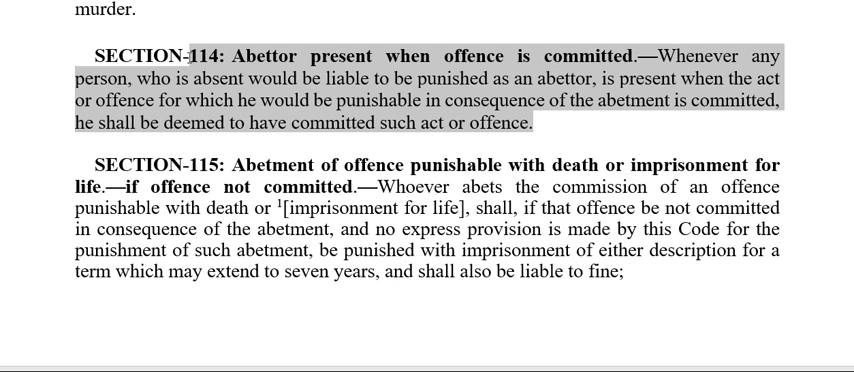 murder.
SECTION-114: Abettor present when offence is committed.—Whenever any
person, who is absent would be liable to be punished as an abettor, is present when the act
or offence for which he would be punishable in consequence of the abetment is committed,
he shall be deemed to have committed such act or offence.
SECTION-115: Abetment of offence punishable with death or imprisonment for
life.—if offence not committed.—Whoever abets the commission of an offence
punishable with death or ¹[imprisonment for life], shall, if that offence be not committed
in consequence of the abetment, and no express provision is made by this Code for the
punishment of such abetment, be punished with imprisonment of either description for a
term which may extend to seven years, and shall also be liable to fine;